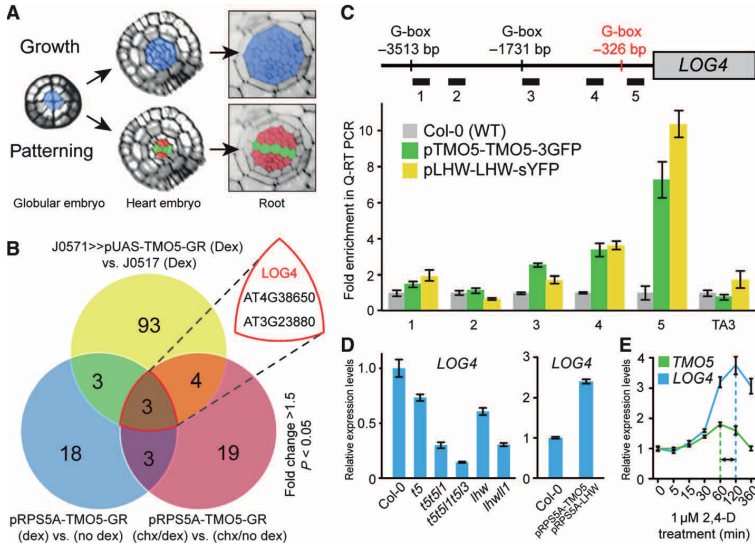 A
Growth
Patterning
Globular embryo
Heart embryo
Root
B
J0571>>pUAS-TMO5-GR (Dex)
vs. J0517 (Dex)
LOG4
AT4G38650
AT3G23880
93
3
4
3
18
3
19
Fold change >1.5
P < 0.05
pRPS5A-TMO5-GR
(dex) vs. (no dex)
pRPS5A-TMO5-GR
(chx/dex) vs. (chx/no dex)
C
G-box
–3513 bp
G-box
-1731 bp
G-box
–326 bp
LOG4
1
2
3
4
5
Fold enrichment in Q-RT PCR
10
8
6
4
2
0
Col-0 (WT)
pTMO5-TMO5-3GFP
pLHW-LHW-sYFP
1
2
3
4
5
TA3
D
LOG4
Relative expression levels
1.0
0.5
0
Col-0
t5
t5t5l1
t5t5l1t5l3
lhw
lhwll1
LOG4
Relative expression levels
3
2
1
0
Col-0
pRPS5A-TMO5
pRPS5A-LHW
E
TMO5
LOG4
Relative expression levels
4
3
2
1
0
0
5
15
30
60
120
360
1 μM 2,4-D
treatment (min)